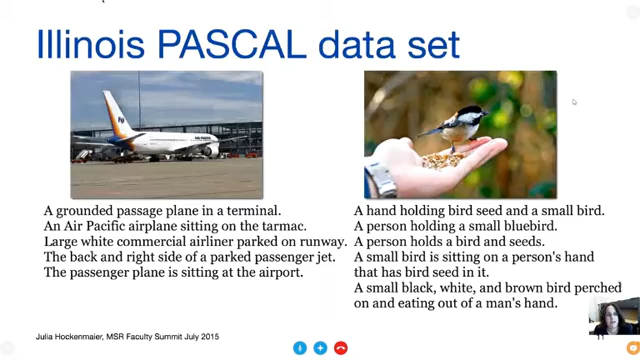 Illinois PASCAL data set
A grounded passage plane in a terminal.
An Air Pacific airplane sitting on the tarmac.
Large white commercial airliner parked on runway.
The back and right side of a parked passenger jet.
The passenger plane is sitting at the airport.
A hand holding bird seed and a small bird.
A person holding a small bluebird.
A person holds a bird and seeds.
A small bird is sitting on a person's hand
that has bird seed in it.
A small black, white, and brown bird perched
on and eating out of a man's hand.
Julia Hockenmaier, MSR Faculty Summit July 2015